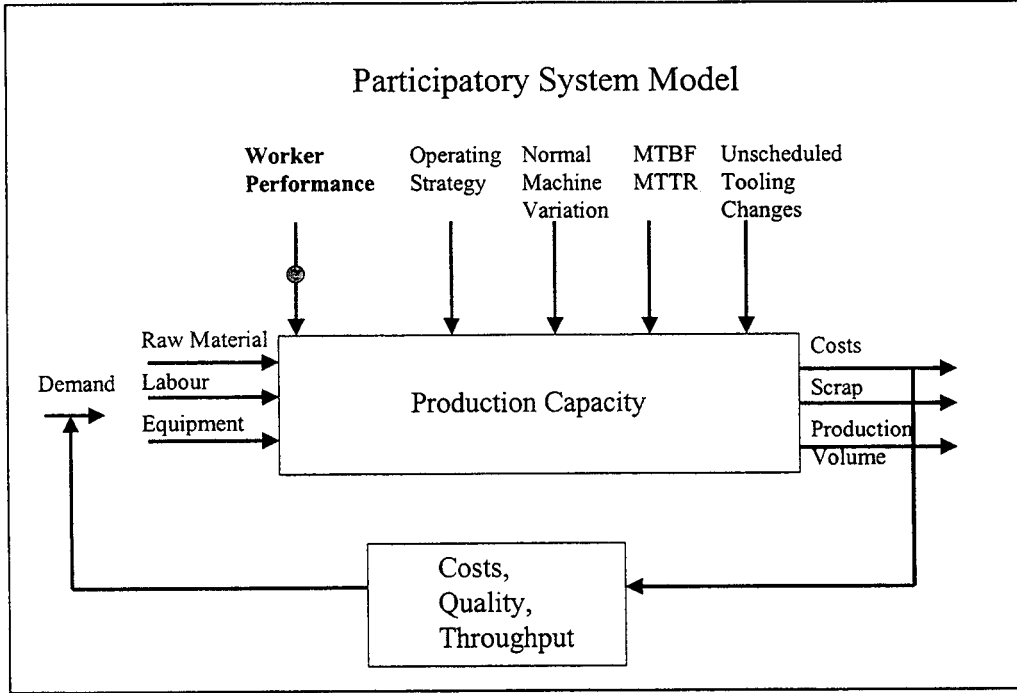 Participatory System Model
Worker
Performance
Operating
Strategy
Normal
Machine
Variation
MTBF
MTTR
Unscheduled
Tooling
Changes
Raw Material
Labour
Equipment
Demand
Production Capacity
Costs
Scrap
Production
Volume
Costs,
Quality,
Throughput